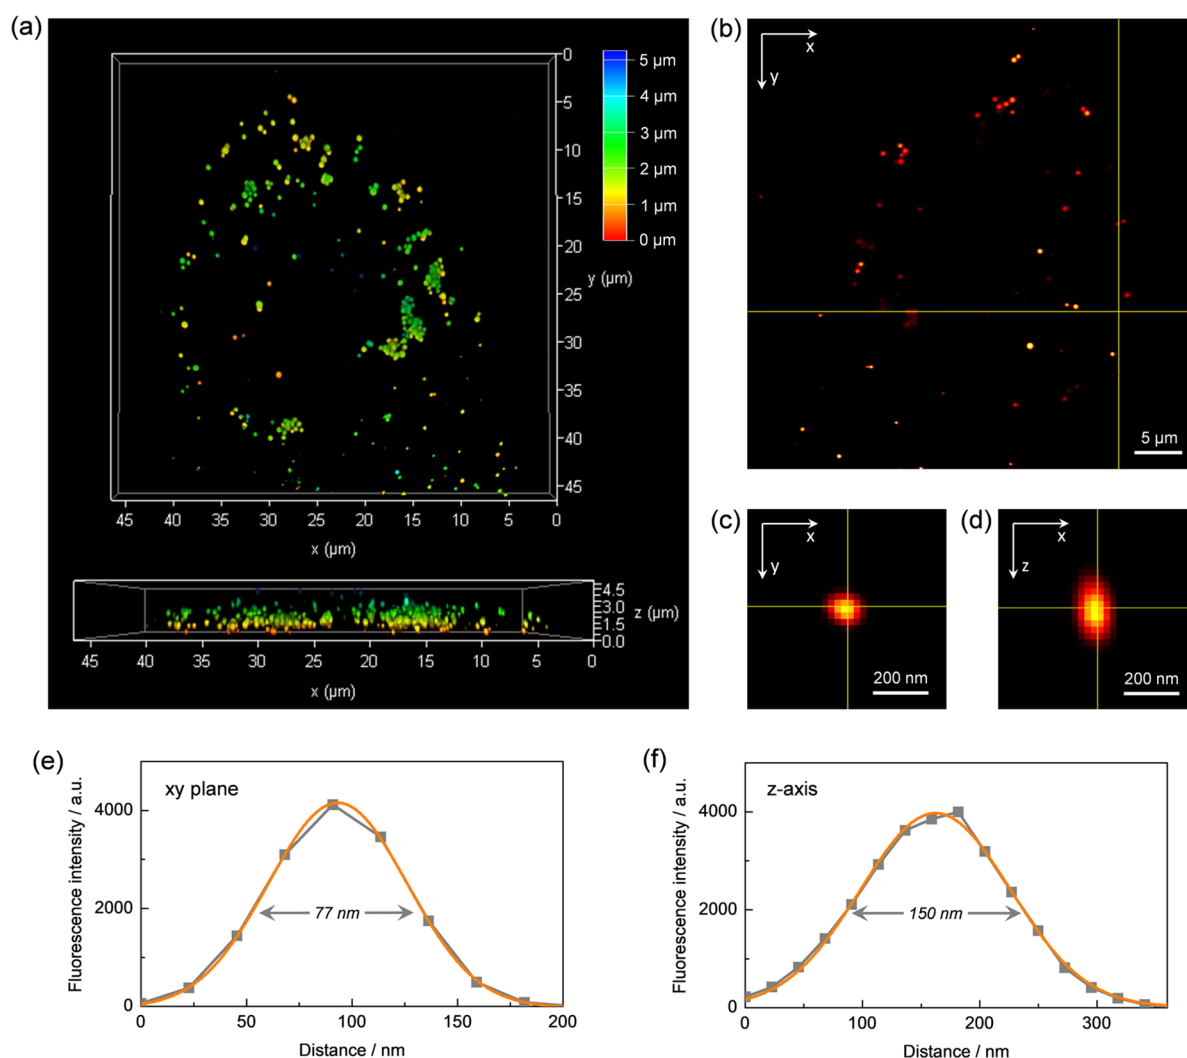 (a)
0
5
10
15
20
25
30
35
40
45
y (µm)
5 µm
4 µm
3 µm
2 µm
1 µm
0 µm
45
40
35
30
25
20
15
10
5
0
x (µm)
4.5
3.0
1.5
0.0
z (µm)
45
40
35
30
25
20
15
10
5
0
x (µm)
(b)
x
y
5 µm
(c)
x
y
200 nm
(d)
x
z
200 nm
(e)
xy plane
Fluorescence intensity / a.u.
4000
2000
0
77 nm
0
50
100
150
200
Distance / nm
(f)
z-axis
Fluorescence intensity / a.u.
4000
2000
0
150 nm
0
100
200
300
Distance / nm